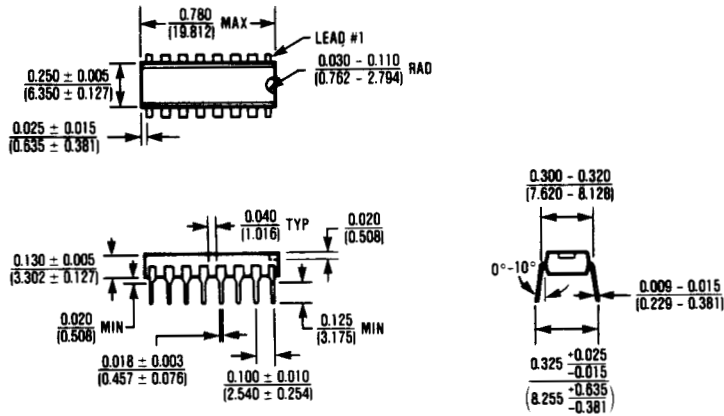 0.780
(19.812) MAX
LEAD #1
0.030 - 0.110
(0.762 - 2.794) RAD
0.250 ± 0.005
(6.350 ± 0.127)
0.025 ± 0.015
(0.635 ± 0.381)
0.300 - 0.320
(7.620 - 8.128)
0.040
(1.016) TYP
0.020
(0.508)
0.130 ± 0.005
(3.302 ± 0.127)
0°-10°
0.009 - 0.015
(0.229 - 0.381)
0.020
(0.508) MIN
0.125
(3.175) MIN
0.018 ± 0.003
(0.457 ± 0.076)
0.100 ± 0.010
(2.540 ± 0.254)
0.325 +0.025
-0.015
(8.255 +0.635
-0.381)